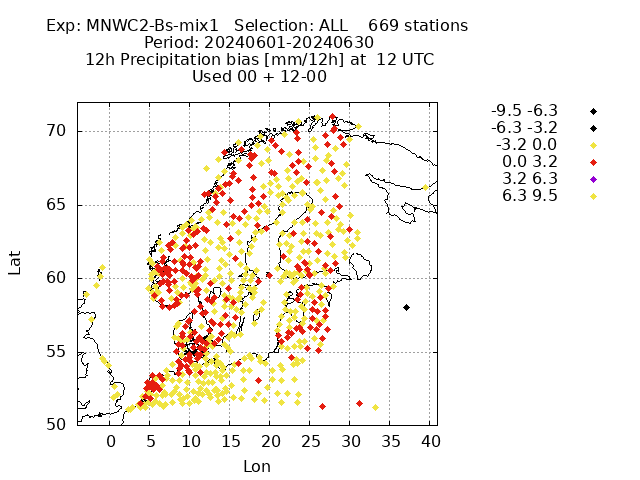 Exp: MNWC2-Bs-mix1 Selection: ALL 669 stations
Period: 20240601-20240630
12h Precipitation bias [mm/12h] at 12 UTC
Used 00 + 12-00
-9.5 -6.3
-6.3 -3.2
-3.2 0.0
0.0 3.2
3.2 6.3
6.3 9.5
70
65
60
55
50
Lat
0 5 10 15 20 25 30 35 40
Lon